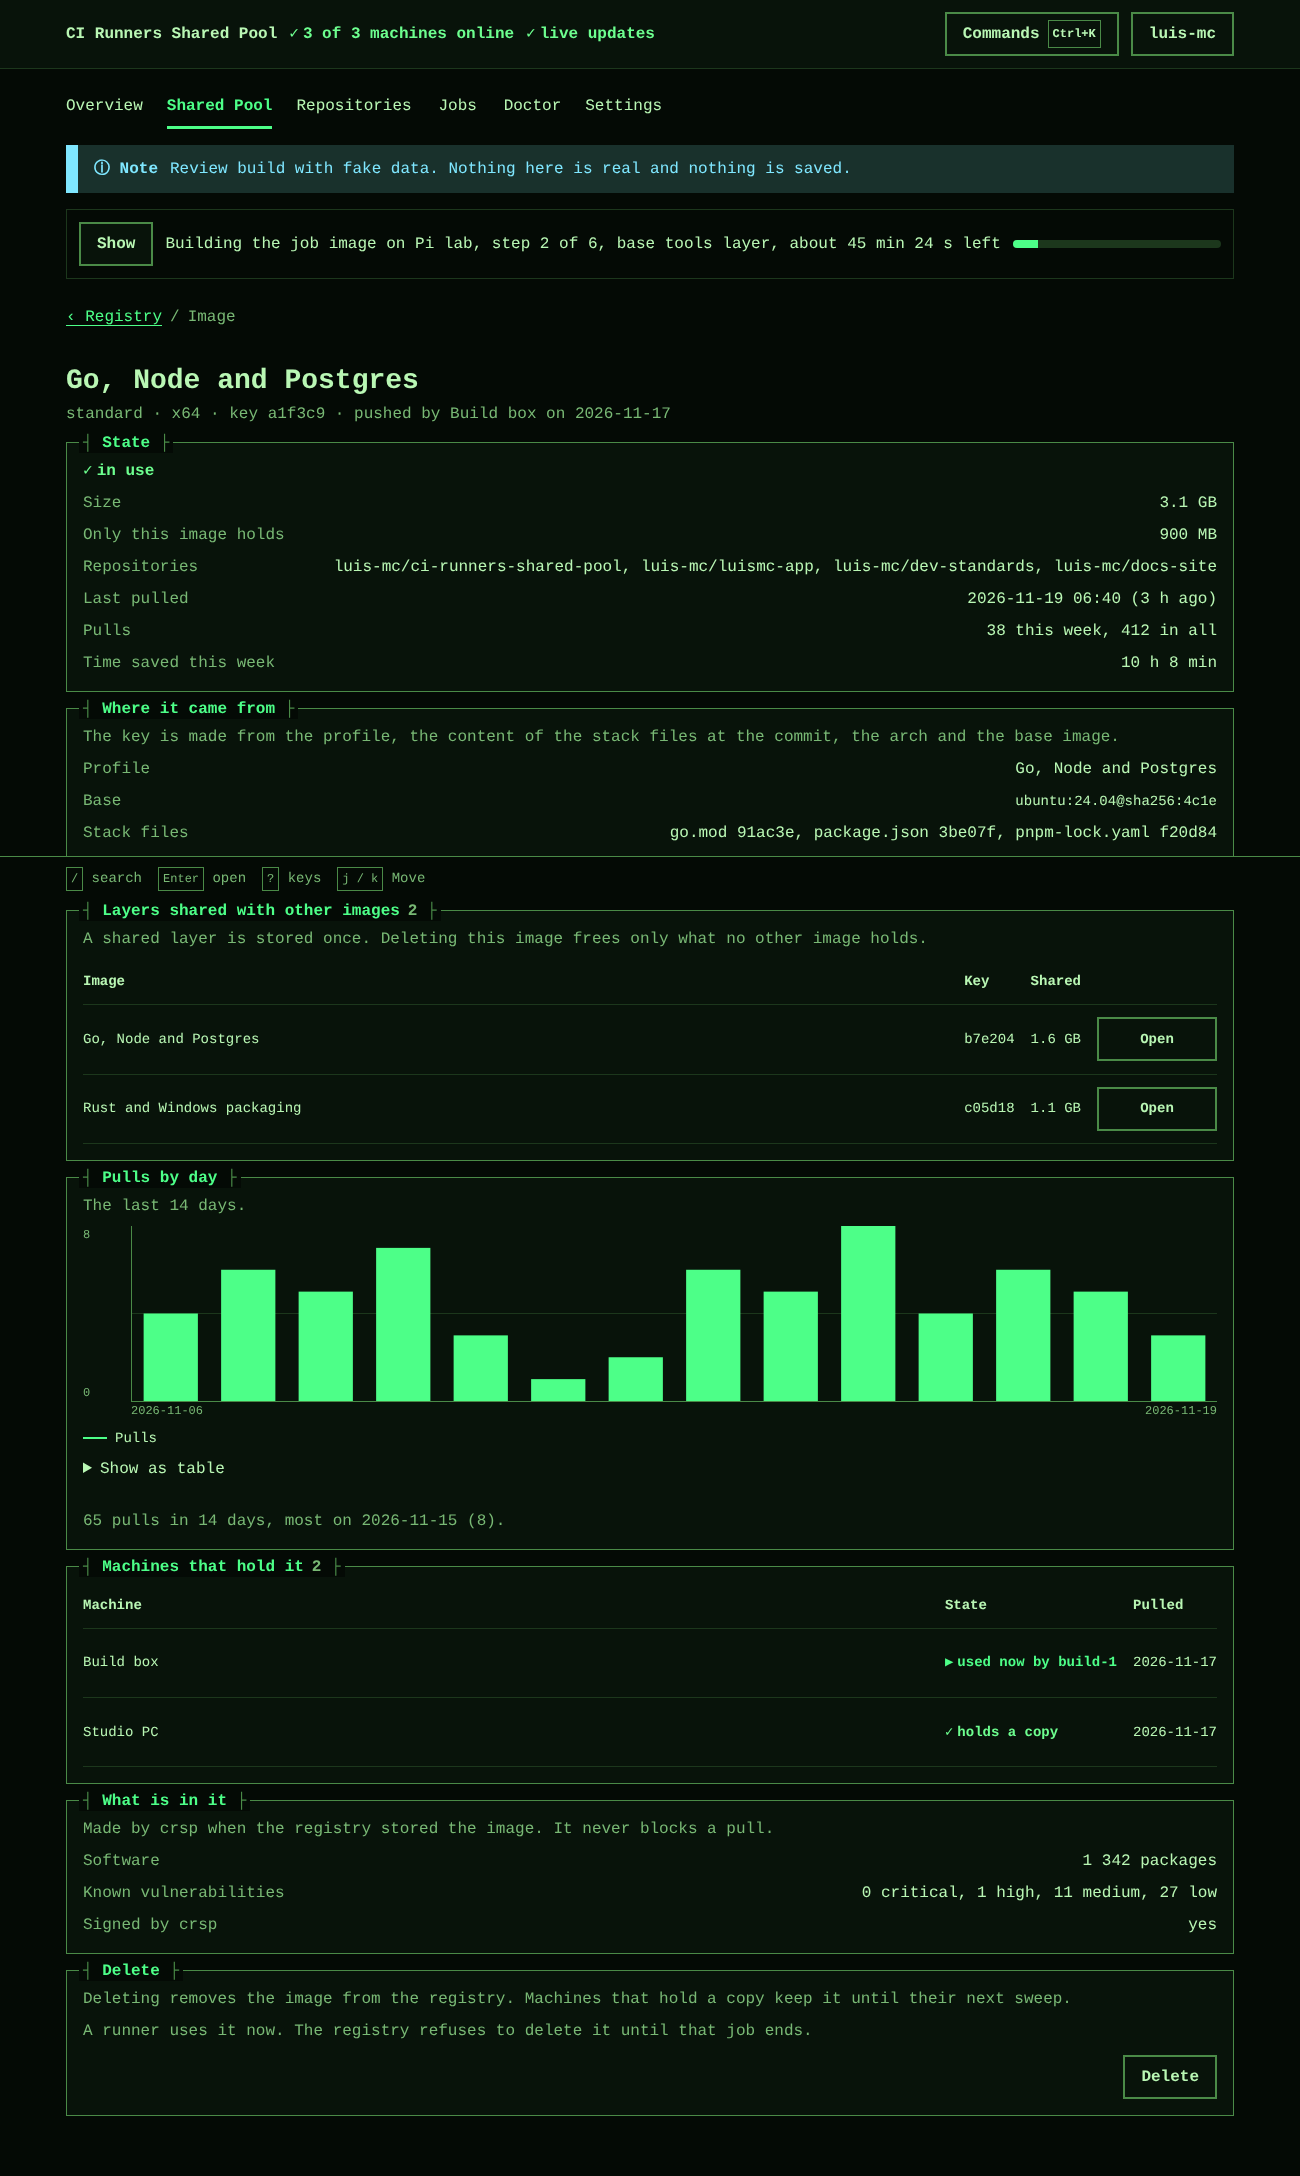 CI Runners Shared Pool ✓ 3 of 3 machines online ✓ live updates Commands Ctrl+K luis-mc
Overview Shared Pool Repositories Jobs Doctor Settings
ⓘ Note Review build with fake data. Nothing here is real and nothing is saved.
Show Building the job image on Pi lab, step 2 of 6, base tools layer, about 45 min 24 s left
‹ Registry / Image
Go, Node and Postgres
standard · x64 · key a1f3c9 · pushed by Build box on 2026-11-17
State
✓ in use
Size 3.1 GB
Only this image holds 900 MB
Repositories luis-mc/ci-runners-shared-pool, luis-mc/luismc-app, luis-mc/dev-standards, luis-mc/docs-site
Last pulled 2026-11-19 06:40 (3 h ago)
Pulls 38 this week, 412 in all
Time saved this week 10 h 8 min
Where it came from
The key is made from the profile, the content of the stack files at the commit, the arch and the base image.
Profile Go, Node and Postgres
Base ubuntu:24.04@sha256:4c1e
Stack files go.mod 91ac3e, package.json 3be07f, pnpm-lock.yaml f20d84
/ search Enter open ? keys j / k Move
Layers shared with other images 2
A shared layer is stored once. Deleting this image frees only what no other image holds.
Image Key Shared
Go, Node and Postgres b7e204 1.6 GB Open
Rust and Windows packaging c05d18 1.1 GB Open
Pulls by day
The last 14 days.
8
0
2026-11-06 2026-11-19
Pulls
▶ Show as table
65 pulls in 14 days, most on 2026-11-15 (8).
Machines that hold it 2
Machine State Pulled
Build box ▶ used now by build-1 2026-11-17
Studio PC ✓ holds a copy 2026-11-17
What is in it
Made by crsp when the registry stored the image. It never blocks a pull.
Software 1 342 packages
Known vulnerabilities 0 critical, 1 high, 11 medium, 27 low
Signed by crsp yes
Delete
Deleting removes the image from the registry. Machines that hold a copy keep it until their next sweep.
A runner uses it now. The registry refuses to delete it until that job ends.
Delete